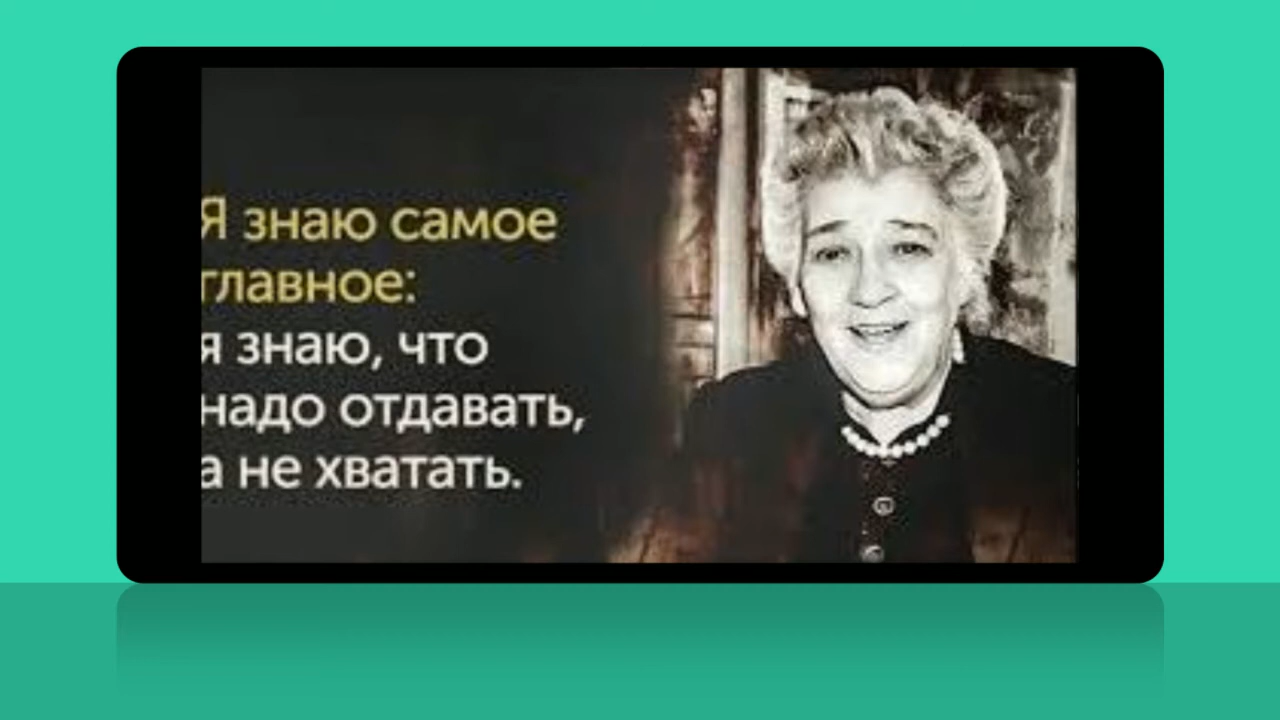 Я знаю самое
главное:
я знаю, что
надо отдавать,
а не хватать.